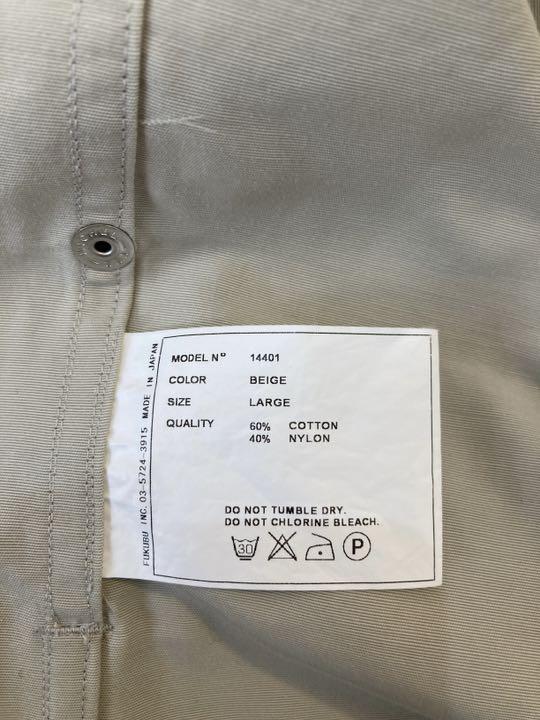 MODEL Nº 14401
COLOR BEIGE
SIZE LARGE
QUALITY 60% COTTON
40% NYLON
DO NOT TUMBLE DRY.
DO NOT CHLORINE BLEACH.
30 P
FUKUBU INC. 03-5724-3915 MADE IN JAPAN